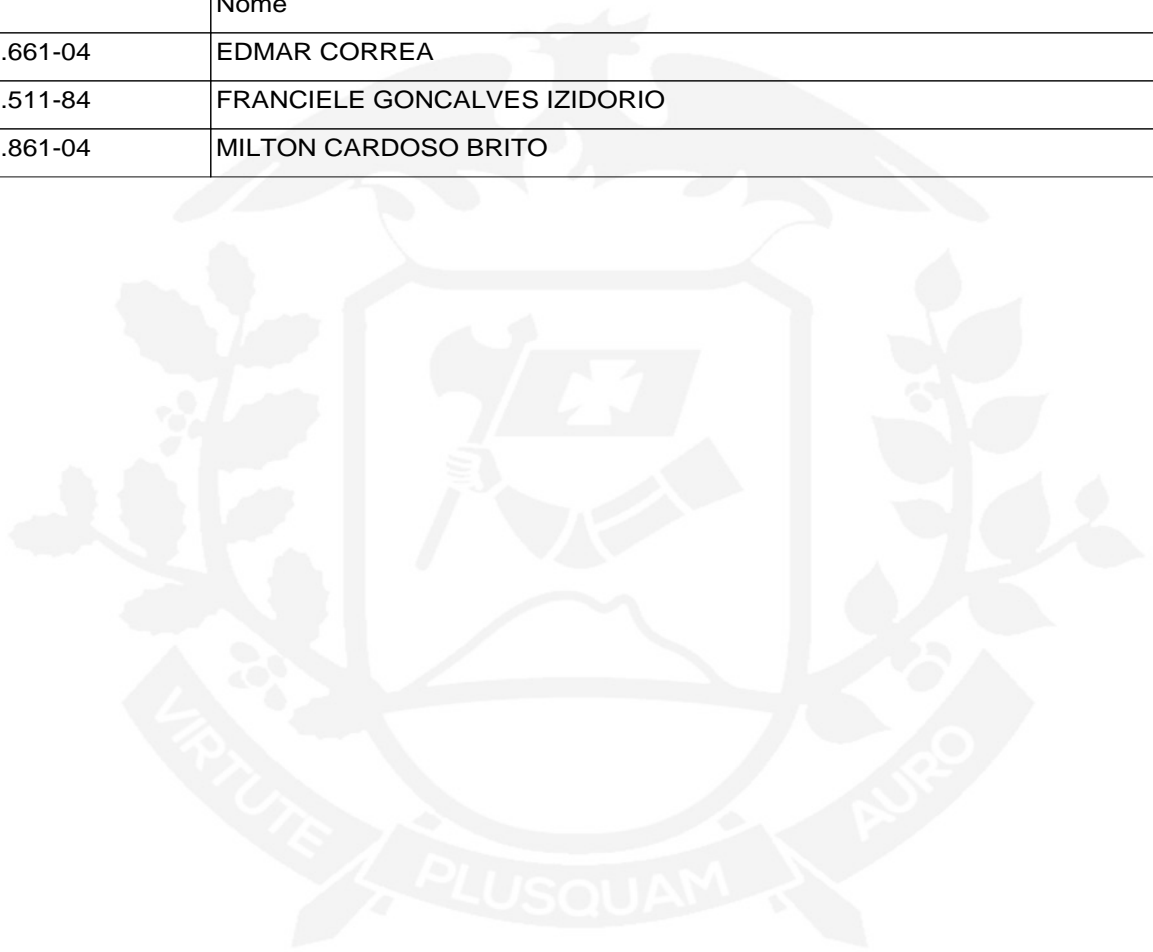 Nome
.661-04 EDMAR CORREA
.511-84 FRANCIELE GONCALVES IZIDORIO
.861-04 MILTON CARDOSO BRITO
VIRTUTE PLUSQUAM AURO